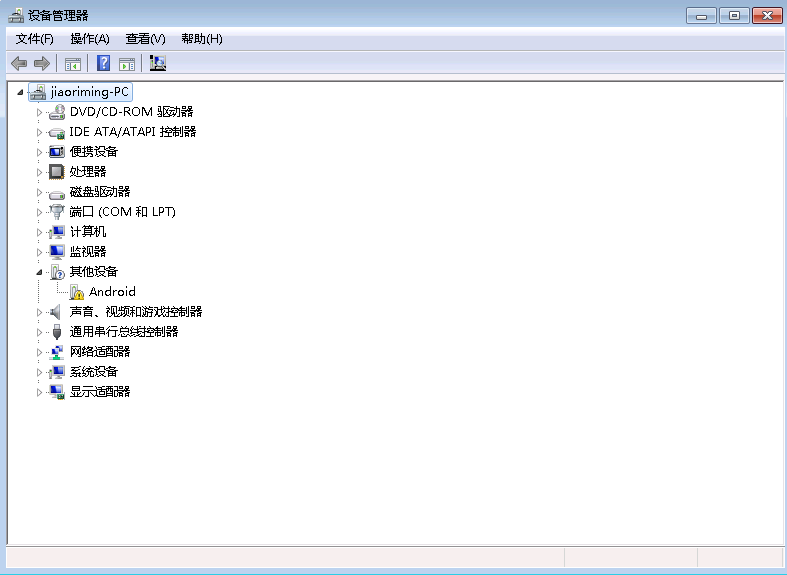 设备管理器
文件(F) 操作(A) 查看(V) 帮助(H)
jiaoriming-PC
DVD/CD-ROM 驱动器
IDE ATA/ATAPI 控制器
便携设备
处理器
磁盘驱动器
端口 (COM 和 LPT)
计算机
监视器
其他设备
Android
声音、视频和游戏控制器
通用串行总线控制器
网络适配器
系统设备
显示适配器